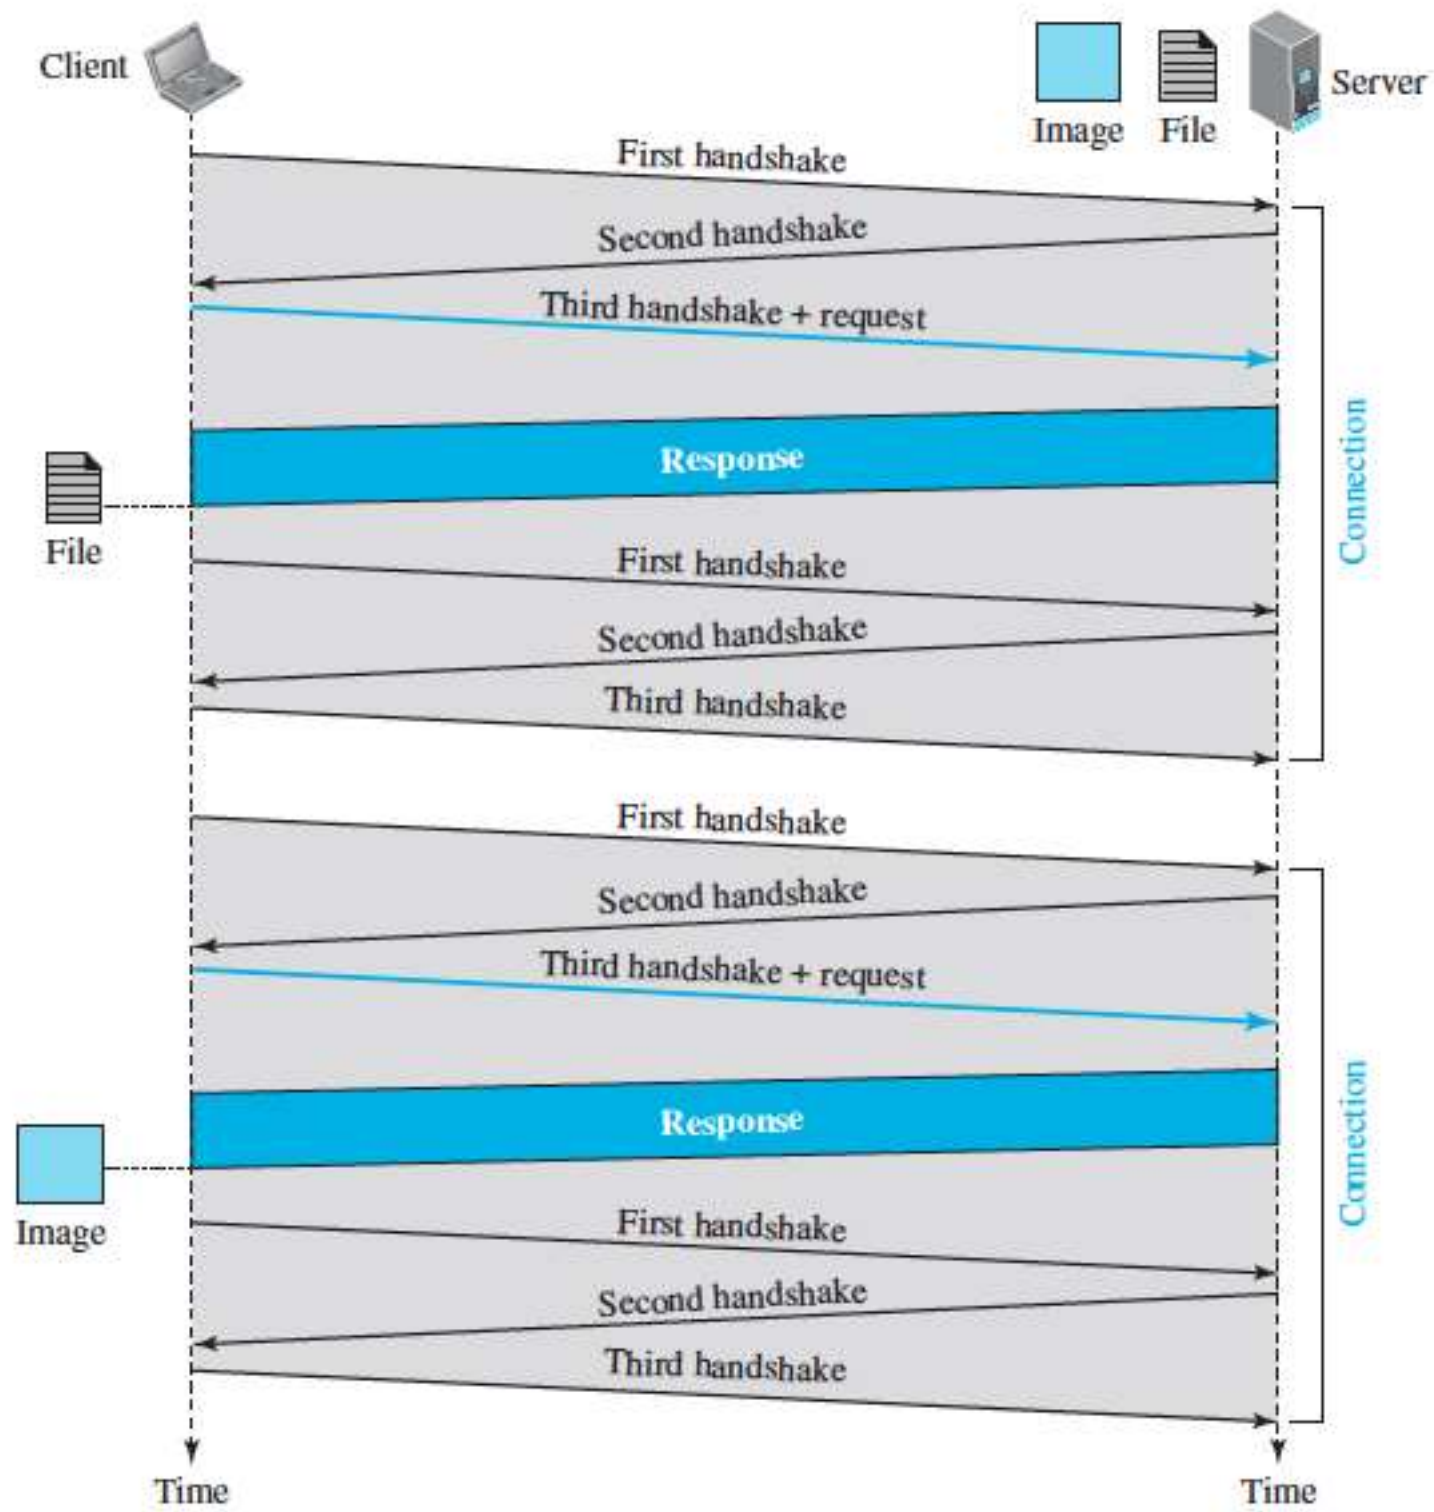 Client
Image
File
Server
First handshake
Second handshake
Third handshake + request
Response
File
First handshake
Second handshake
Third handshake
Connection
First handshake
Second handshake
Third handshake + request
Response
Image
First handshake
Second handshake
Third handshake
Connection
Time
Time